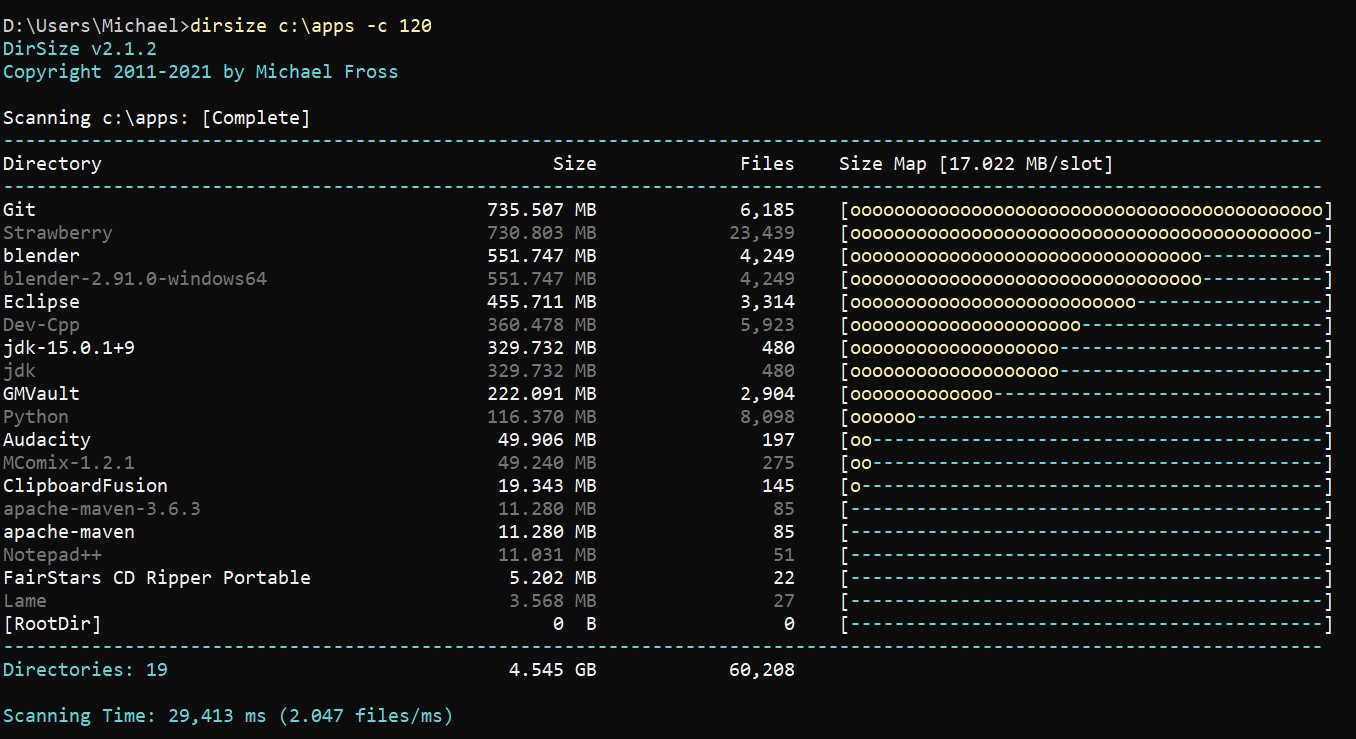 D:\Users\Michael>dirsize c:\apps -c 120
DirSize v2.1.2
Copyright 2011-2021 by Michael Fross
Scanning c:\apps: [Complete]
------------------------------------------------------------------------------------------------------------------------
Directory Size Files Size Map [17.022 MB/slot]
------------------------------------------------------------------------------------------------------------------------
Git 735.507 MB 6,185 [ooooooooooooooooooooooooooooooooooooooooooo]
Strawberry 730.803 MB 23,439 [oooooooooooooooooooooooooooooooooooooooooo-]
blender 551.747 MB 4,249 [oooooooooooooooooooooooooooooooo-----------]
blender-2.91.0-windows64 551.747 MB 4,249 [oooooooooooooooooooooooooooooooo-----------]
Eclipse 455.711 MB 3,314 [oooooooooooooooooooooooooo-----------------]
Dev-Cpp 360.478 MB 5,923 [ooooooooooooooooooooo----------------------]
jdk-15.0.1+9 329.732 MB 480 [ooooooooooooooooooo------------------------]
jdk 329.732 MB 480 [ooooooooooooooooooo------------------------]
GMVault 222.091 MB 2,904 [ooooooooooooo------------------------------]
Python 116.370 MB 8,098 [oooooo-------------------------------------]
Audacity 49.906 MB 197 [oo-----------------------------------------]
MComix-1.2.1 49.240 MB 275 [oo-----------------------------------------]
ClipboardFusion 19.343 MB 145 [o------------------------------------------]
apache-maven-3.6.3 11.280 MB 85 [-------------------------------------------]
apache-maven 11.280 MB 85 [-------------------------------------------]
Notepad++ 11.031 MB 51 [-------------------------------------------]
FairStars CD Ripper Portable 5.202 MB 22 [-------------------------------------------]
Lame 3.568 MB 27 [-------------------------------------------]
[RootDir] 0 B 0 [-------------------------------------------]
------------------------------------------------------------------------------------------------------------------------
Directories: 19 4.545 GB 60,208
Scanning Time: 29,413 ms (2.047 files/ms)